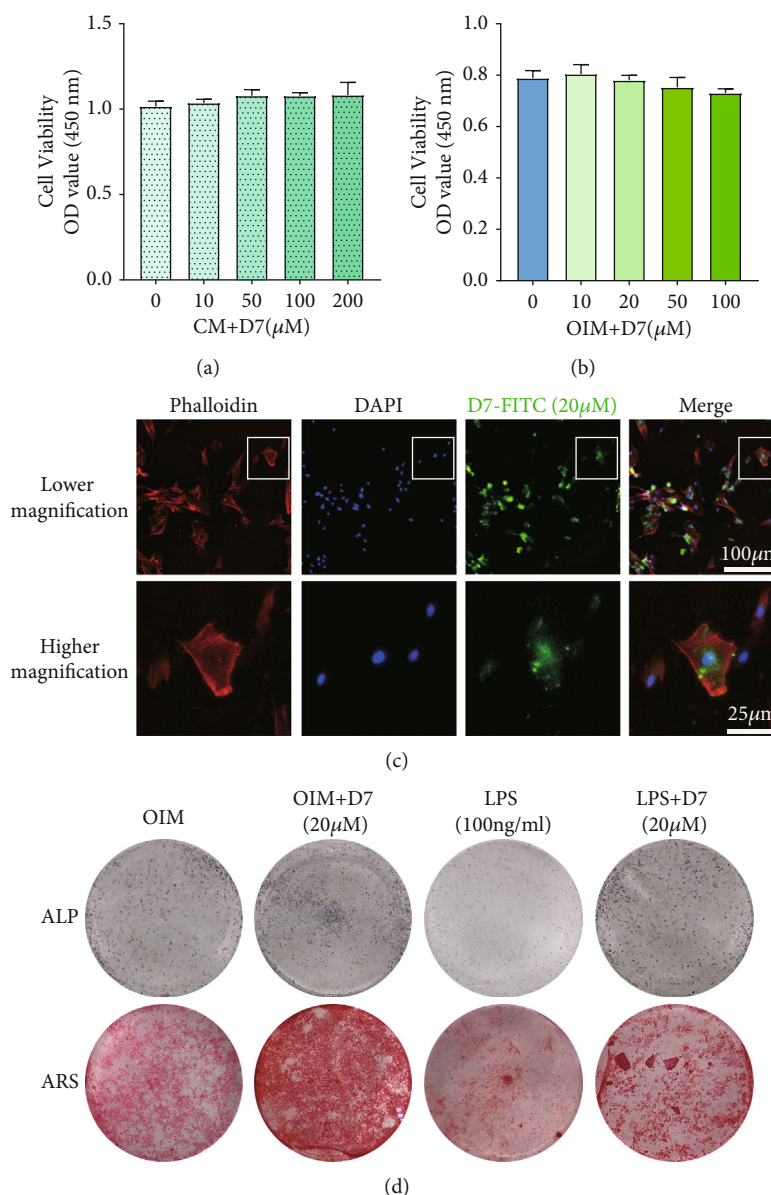 1.5
1.0
0.5
0.0
Cell Viability
OD value (450 nm)
0 10 50 100 200
CM+D7(μM)
(a)
1.0
0.8
0.6
0.4
0.2
0.0
Cell Viability
OD value (450 nm)
0 10 20 50 100
OIM+D7(μM)
(b)
Phalloidin DAPI D7-FITC (20μM) Merge
Lower
magnification
100μm
Higher
magnification
25μm
(c)
OIM OIM+D7 (20μM) LPS (100ng/ml) LPS+D7 (20μM)
ALP
ARS
(d)